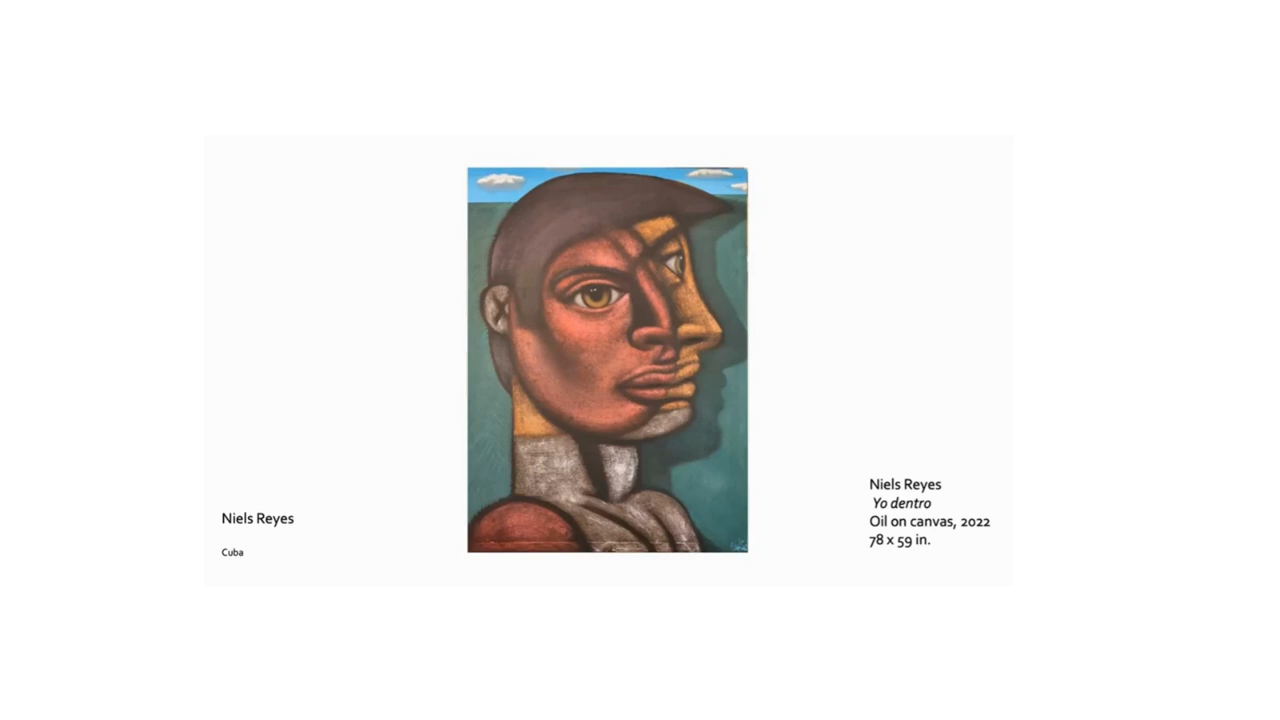 Niels Reyes
Cuba
Niels Reyes
Yo dentro
Oil on canvas, 2022
78 x 59 in.